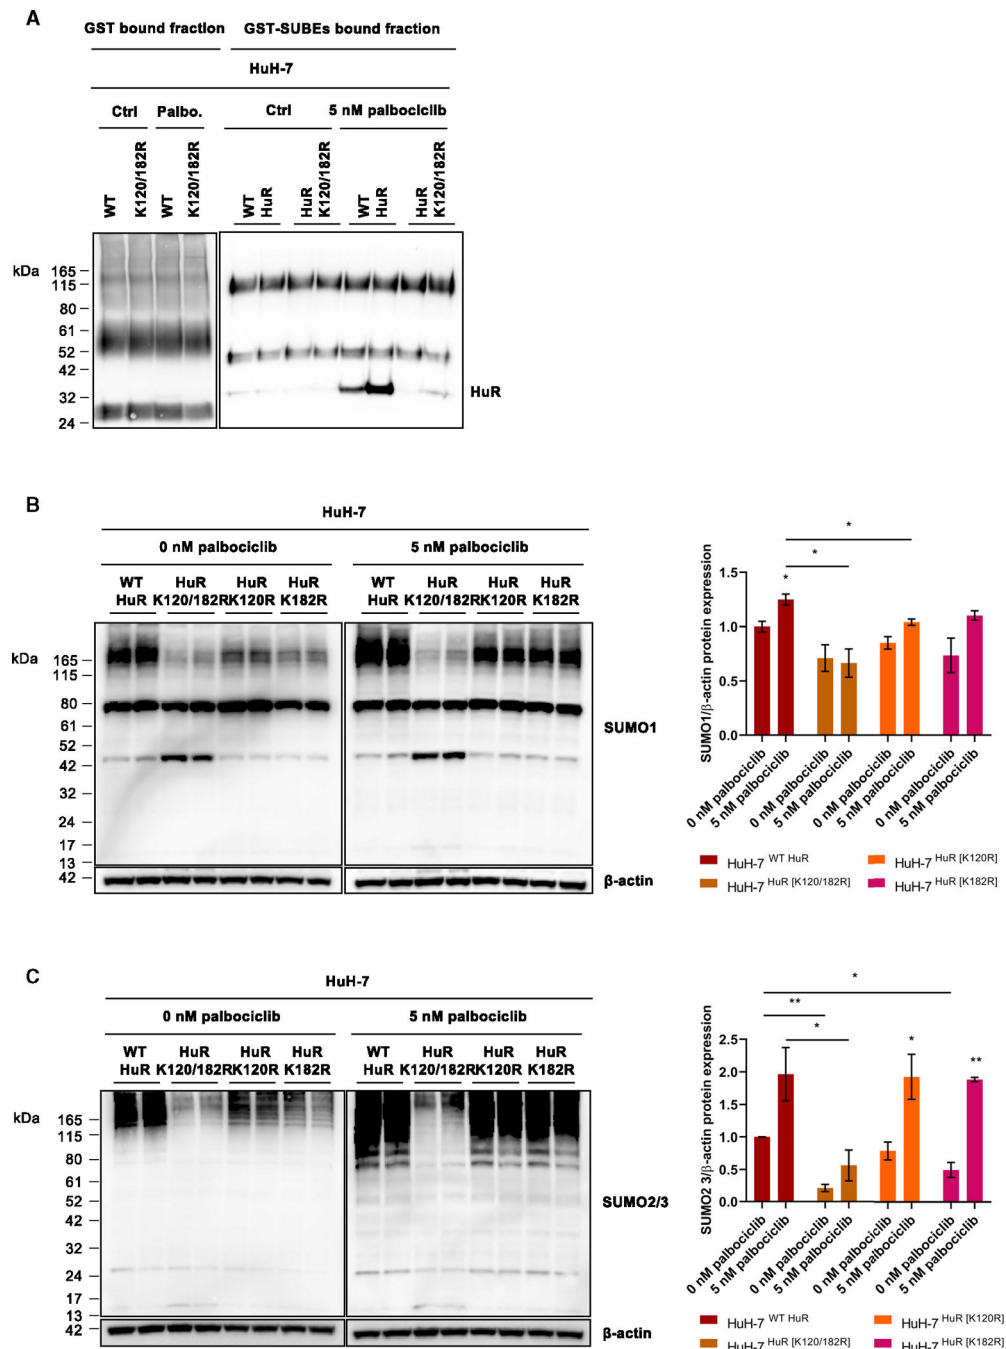 A
GST bound fraction GST-SUBEs bound fraction
HuH-7
Ctrl Palbo. Ctrl 5 nM palbociclib
WT K120/182R WT K120/182R WT HuR HuR K120/182R WT HuR HuR K120/182R
kDa
165
115
80
61
52
42
32
24
HuR
B
HuH-7
0 nM palbociclib 5 nM palbociclib
WT HuR HuR K120/182R HuR K120R HuR K182R WT HuR HuR K120/182R HuR K120R HuR K182R
kDa
165
115
80
61
52
42
32
24
17
13
42
SUMO1
β-actin
SUMO1/β-actin protein expression
1.5
1.0
0.5
0.0
* * *
0 nM palbociclib 5 nM palbociclib 0 nM palbociclib 5 nM palbociclib 0 nM palbociclib 5 nM palbociclib 0 nM palbociclib 5 nM palbociclib
HuH-7 WT HuR HuH-7 HuR [K120R]
HuH-7 HuR [K120/182R] HuH-7 HuR [K182R]
C
HuH-7
0 nM palbociclib 5 nM palbociclib
WT HuR HuR K120/182R HuR K120R HuR K182R WT HuR HuR K120/182R HuR K120R HuR K182R
kDa
165
115
80
61
52
42
32
24
17
13
42
SUMO2/3
β-actin
SUMO2 3/β-actin protein expression
2.5
2.0
1.5
1.0
0.5
0.0
* ** * * **
0 nM palbociclib 5 nM palbociclib 0 nM palbociclib 5 nM palbociclib 0 nM palbociclib 5 nM palbociclib 0 nM palbociclib 5 nM palbociclib
HuH-7 WT HuR HuH-7 HuR [K120R]
HuH-7 HuR [K120/182R] HuH-7 HuR [K182R]